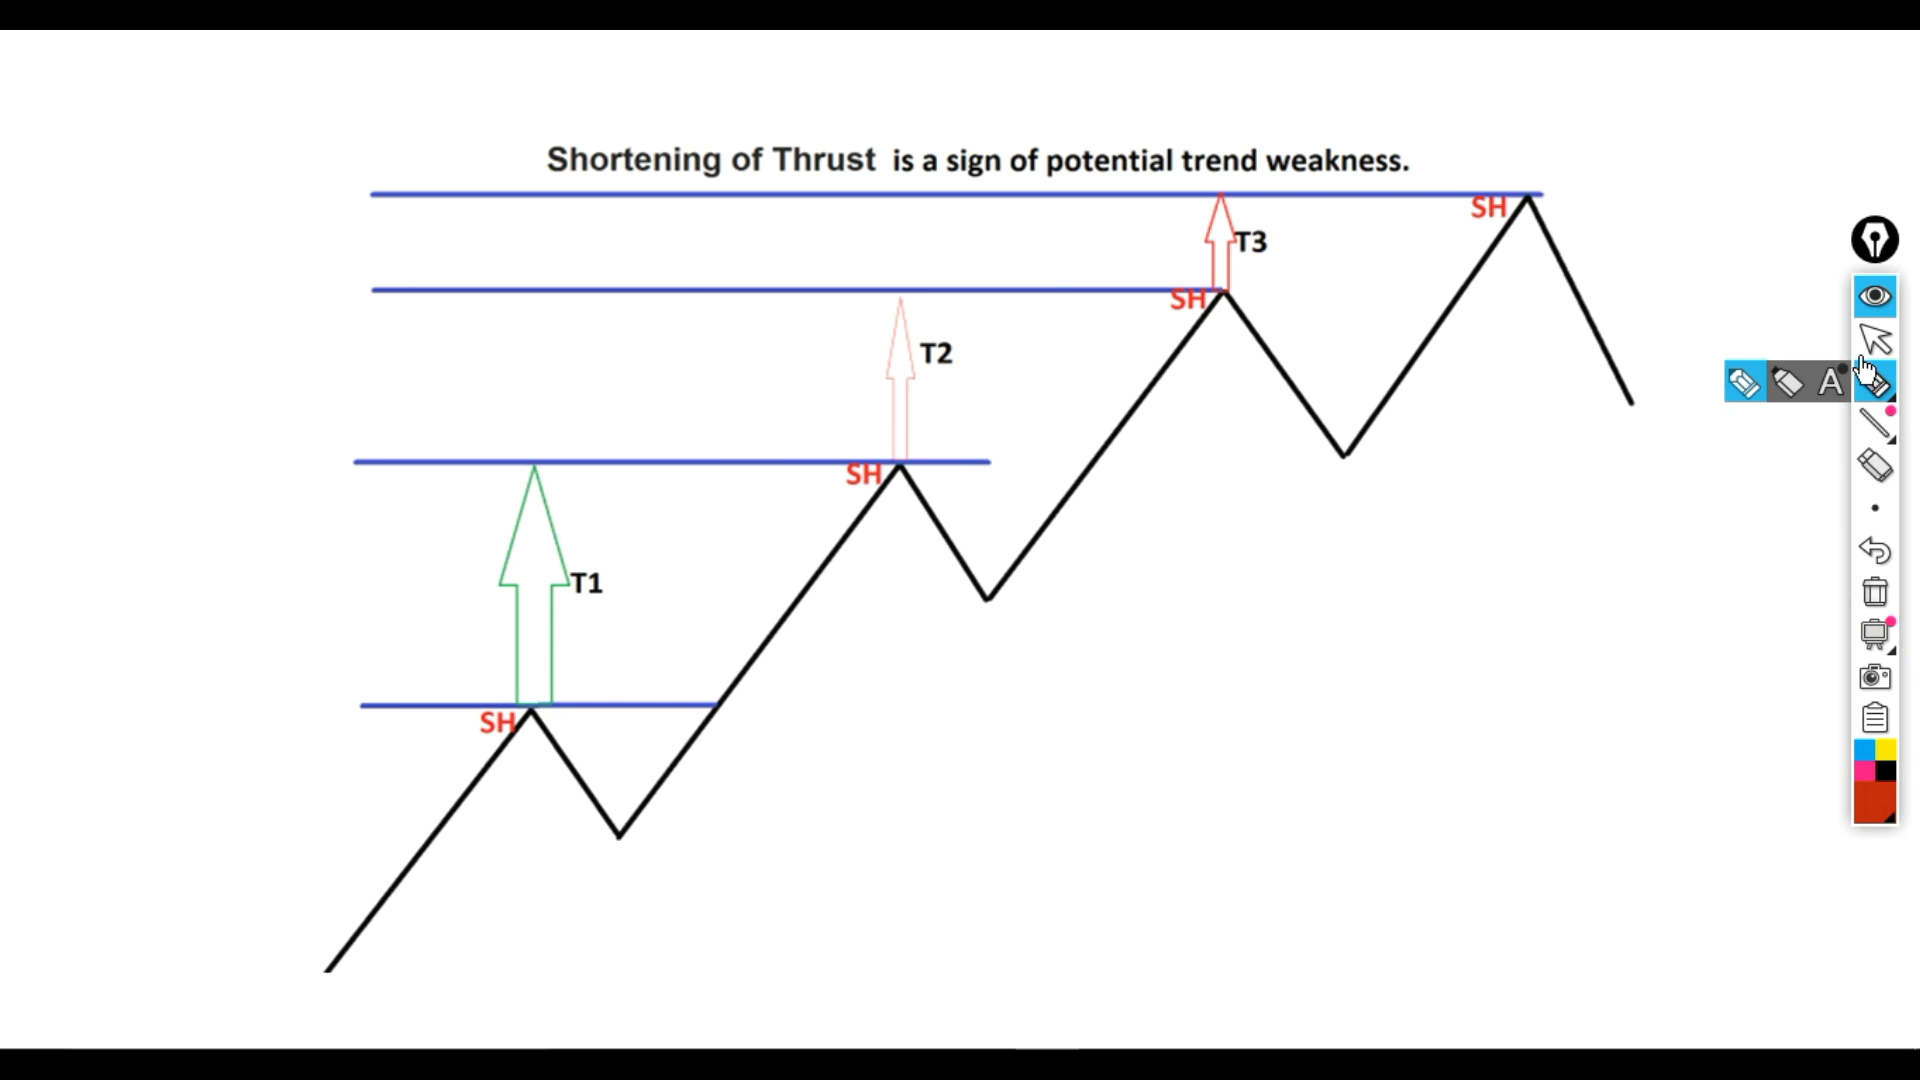 Shortening of Thrust is a sign of potential trend weakness.
SH
T3
SH
T2
SH
T1
SH
A